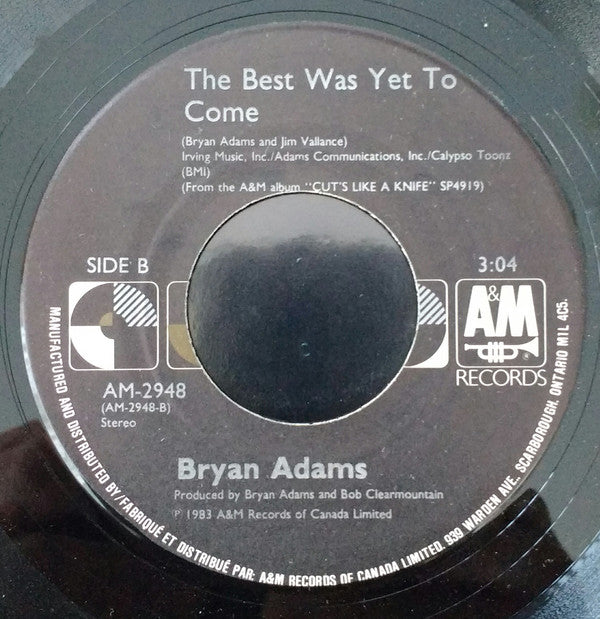 The Best Was Yet To
Come
(Bryan Adams and Jim Vallance)
Irving Music, Inc./Adams Communications, Inc./Calypso Toonz
(BMI)
(From the A&M album "CUT'S LIKE A KNIFE" SP4919)
SIDE B
3:04
A&M
®
RECORDS
AM-2948
(AM-2948-B)
Stereo
Bryan Adams
Produced by Bryan Adams and Bob Clearmountain
℗ 1983 A&M Records of Canada Limited
MANUFACTURED AND DISTRIBUTED BY/FABRIQUÉ ET DISTRIBUÉ PAR: A&M RECORDS OF CANADA LIMITED. 939 WARDEN AVE., SCARBOROUGH, ONTARIO M1L 4C5.